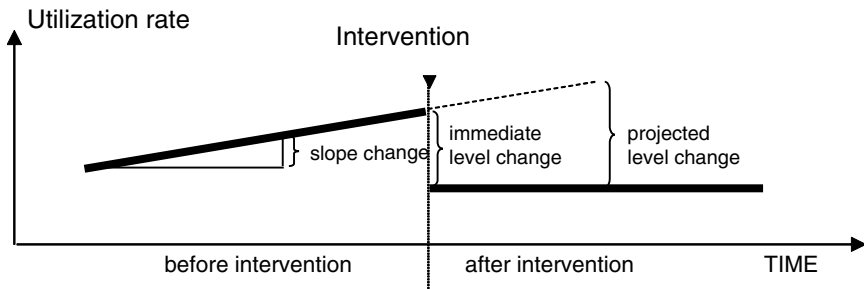 Utilization rate
Intervention
slope change
immediate
level change
projected
level change
before intervention
after intervention
TIME